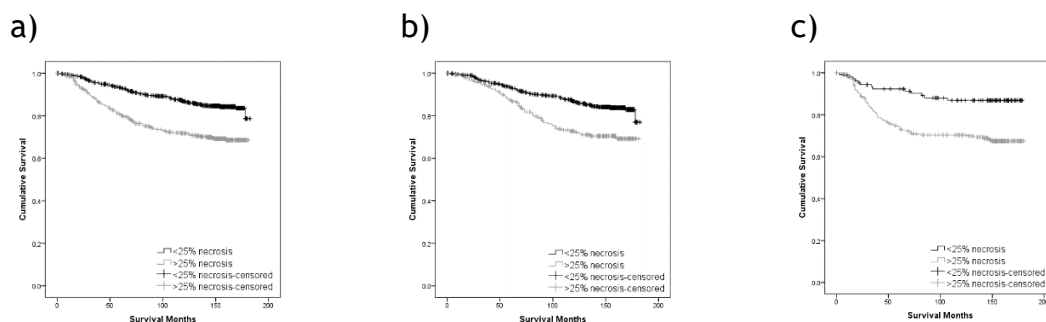 a)
b)
c)
Cumulative Survival
1.0
0.8
0.6
0.4
0.2
0.0
<25% necrosis
>25% necrosis
<25% necrosis-censored
>25% necrosis-censored
0
50
100
150
200
Survival Months
Cumulative Survival
1.0
0.8
0.6
0.4
0.2
0.0
<25% necrosis
>25% necrosis
<25% necrosis-censored
>25% necrosis-censored
0
50
100
150
200
Survival Months
Cumulative Survival
1.0
0.8
0.6
0.4
0.2
0.0
<25% necrosis
>25% necrosis
<25% necrosis-censored
>25% necrosis-censored
0
50
100
150
200
Survival Months